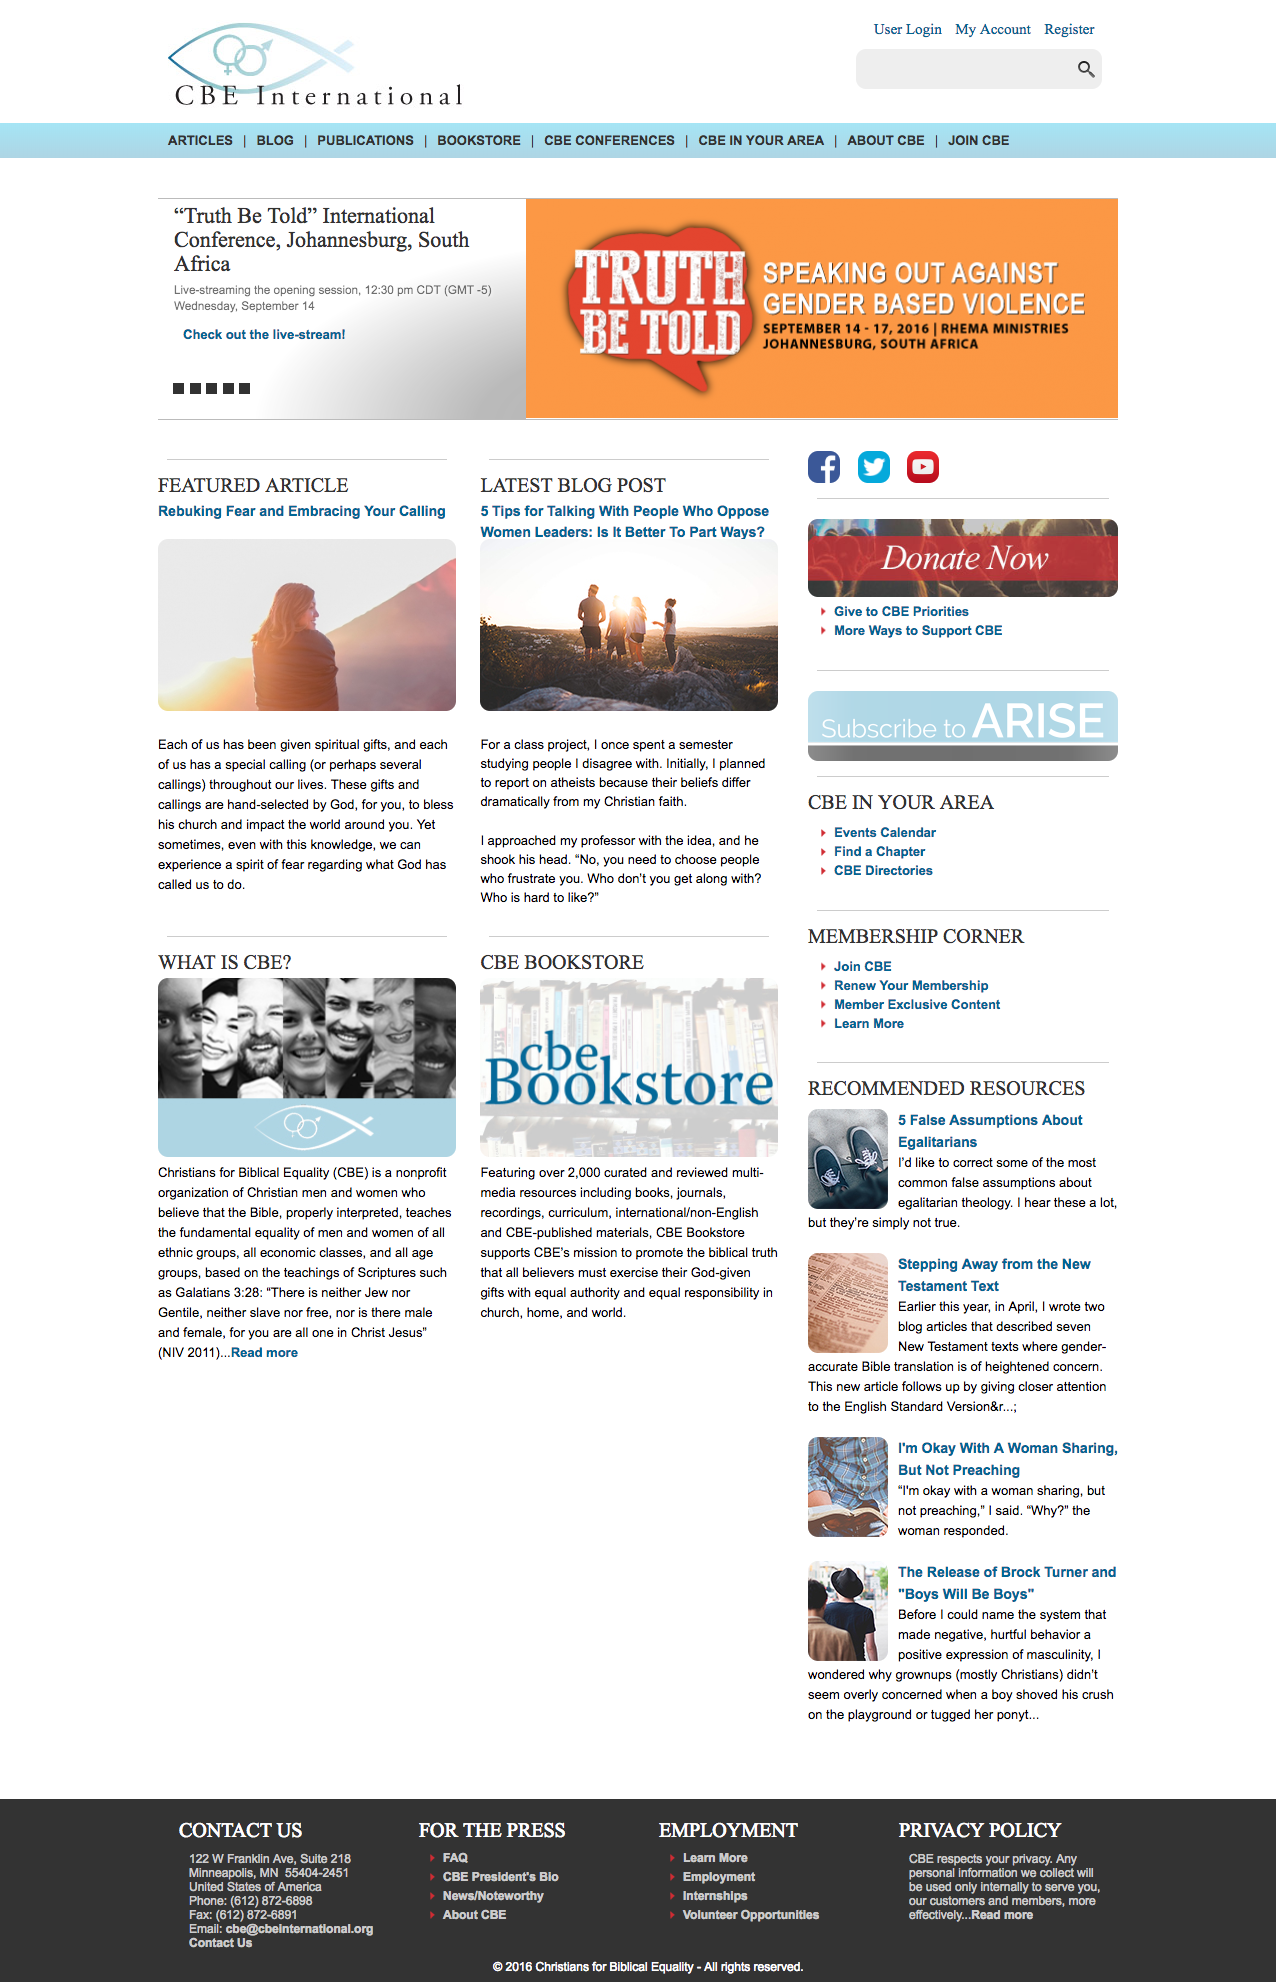 CBE International
User Login My Account Register
ARTICLES | BLOG | PUBLICATIONS | BOOKSTORE | CBE CONFERENCES | CBE IN YOUR AREA | ABOUT CBE | JOIN CBE
“Truth Be Told” International
Conference, Johannesburg, South
Africa
Live-streaming the opening session, 12:30 pm CDT (GMT -5)
Wednesday, September 14
Check out the live-stream!
TRUTH
BE TOLD
SPEAKING OUT AGAINST
GENDER BASED VIOLENCE
SEPTEMBER 14 - 17, 2016 | RHEMA MINISTRIES
JOHANNESBURG, SOUTH AFRICA
FEATURED ARTICLE
Rebuking Fear and Embracing Your Calling
Each of us has been given spiritual gifts, and each
of us has a special calling (or perhaps several
callings) throughout our lives. These gifts and
callings are hand-selected by God, for you, to bless
his church and impact the world around you. Yet
sometimes, even with this knowledge, we can
experience a spirit of fear regarding what God has
called us to do.
LATEST BLOG POST
5 Tips for Talking With People Who Oppose
Women Leaders: Is It Better To Part Ways?
For a class project, I once spent a semester
studying people I disagree with. Initially, I planned
to report on atheists because their beliefs differ
dramatically from my Christian faith.
I approached my professor with the idea, and he
shook his head. “No, you need to choose people
who frustrate you. Who don’t you get along with?
Who is hard to like?”
WHAT IS CBE?
Christians for Biblical Equality (CBE) is a nonprofit
organization of Christian men and women who
believe that the Bible, properly interpreted, teaches
the fundamental equality of men and women of all
ethnic groups, all economic classes, and all age
groups, based on the teachings of Scriptures such
as Galatians 3:28: "There is neither Jew nor
Gentile, neither slave nor free, nor is there male
and female, for you are all one in Christ Jesus”
(NIV 2011)...Read more
CBE BOOKSTORE
cbe
Bookstore
Featuring over 2,000 curated and reviewed multi-
media resources including books, journals,
recordings, curriculum, international/non-English
and CBE-published materials, CBE Bookstore
supports CBE’s mission to promote the biblical truth
that all believers must exercise their God-given
gifts with equal authority and equal responsibility in
church, home, and world.
Donate Now
Give to CBE Priorities
More Ways to Support CBE
Subscribe to ARISE
CBE IN YOUR AREA
Events Calendar
Find a Chapter
CBE Directories
MEMBERSHIP CORNER
Join CBE
Renew Your Membership
Member Exclusive Content
Learn More
RECOMMENDED RESOURCES
5 False Assumptions About
Egalitarians
I’d like to correct some of the most
common false assumptions about
egalitarian theology. I hear these a lot,
but they’re simply not true.
Stepping Away from the New
Testament Text
Earlier this year, in April, I wrote two
blog articles that described seven
New Testament texts where gender-
accurate Bible translation is of heightened concern.
This new article follows up by giving closer attention
to the English Standard Version&r...;
I'm Okay With A Woman Sharing,
But Not Preaching
“I'm okay with a woman sharing, but
not preaching,” I said. “Why?” the
woman responded.
The Release of Brock Turner and
"Boys Will Be Boys"
Before I could name the system that
made negative, hurtful behavior a
positive expression of masculinity, I
wondered why grownups (mostly Christians) didn’t
seem overly concerned when a boy shoved his crush
on the playground or tugged her ponyt...
CONTACT US
122 W Franklin Ave, Suite 218
Minneapolis, MN 55404-2451
United States of America
Phone: (612) 872-6898
Fax: (612) 872-6891
Email: cbe@cbeinternational.org
Contact Us
FOR THE PRESS
FAQ
CBE President's Bio
News/Noteworthy
About CBE
EMPLOYMENT
Learn More
Employment
Internships
Volunteer Opportunities
PRIVACY POLICY
CBE respects your privacy. Any
personal information we collect will
be used only internally to serve you,
our customers and members, more
effectively...Read more
© 2016 Christians for Biblical Equality - All rights reserved.